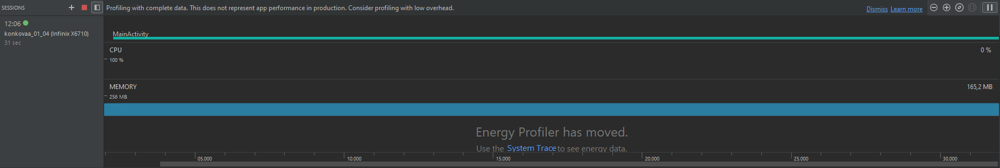 SESSIONS
Profiling with complete data. This does not represent app performance in production. Consider profiling with low overhead.
Dismiss Learn more
12:06
konkovaa_01_04 (Infinix X6710)
31 sec
MainActivity
CPU
0 %
100 %
MEMORY
165,2 MB
256 MB
Energy Profiler has moved.
Use the System Trace to see energy data.
05.000 10.000 15.000 20.000 25.000 30.000